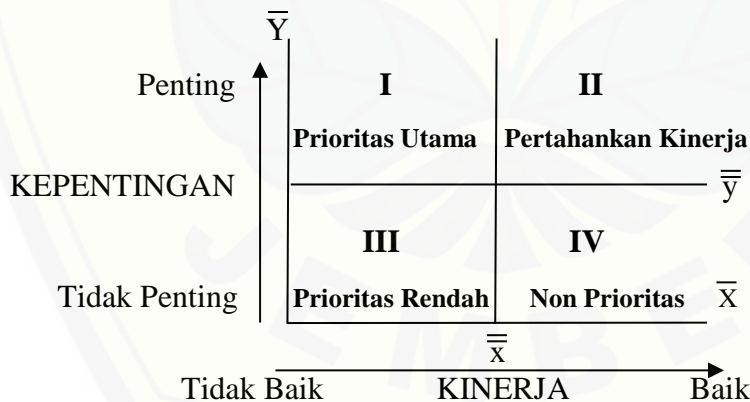 Y̅
Penting
I
II
Prioritas Utama
Pertahankan Kinerja
KEPENTINGAN
y̿
III
IV
Tidak Penting
Prioritas Rendah
Non Prioritas
X̅
x̿
Tidak Baik
KINERJA
Baik
JEMBE